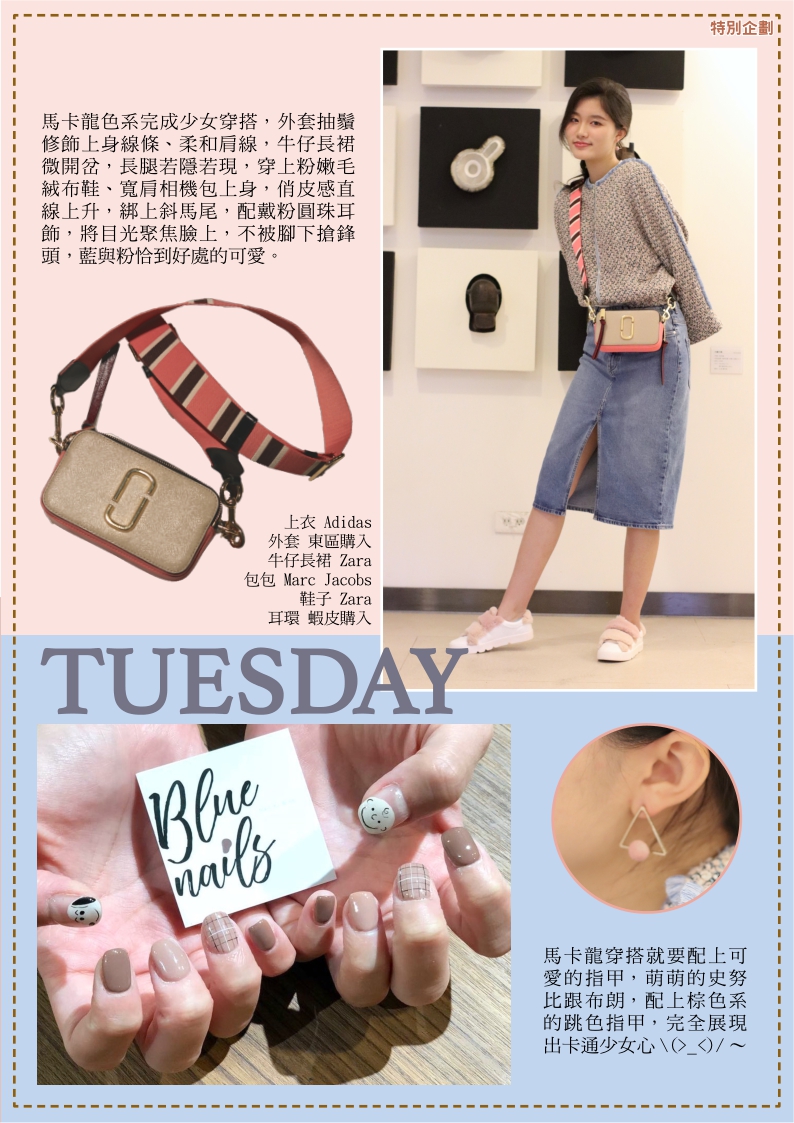 特別企劃
馬卡龍色系完成少女穿搭，外套抽鬚
修飾上身線條、柔和肩線，牛仔長裙
微開岔，長腿若隱若現，穿上粉嫩毛
絨布鞋、寬肩相機包上身，俏皮感直
線上升，綁上斜馬尾，配戴粉圓珠耳
飾，將目光聚焦臉上，不被腳下搶鋒
頭，藍與粉恰到好處的可愛。
上衣 Adidas
外套 東區購入
牛仔長裙 Zara
包包 Marc Jacobs
鞋子 Zara
耳環 蝦皮購入
TUESDAY
Blue
nails
馬卡龍穿搭就要配上可
愛的指甲，萌萌的史努
比跟布朗，配上棕色系
的跳色指甲，完全展現
出卡通少女心\(>_<)/～